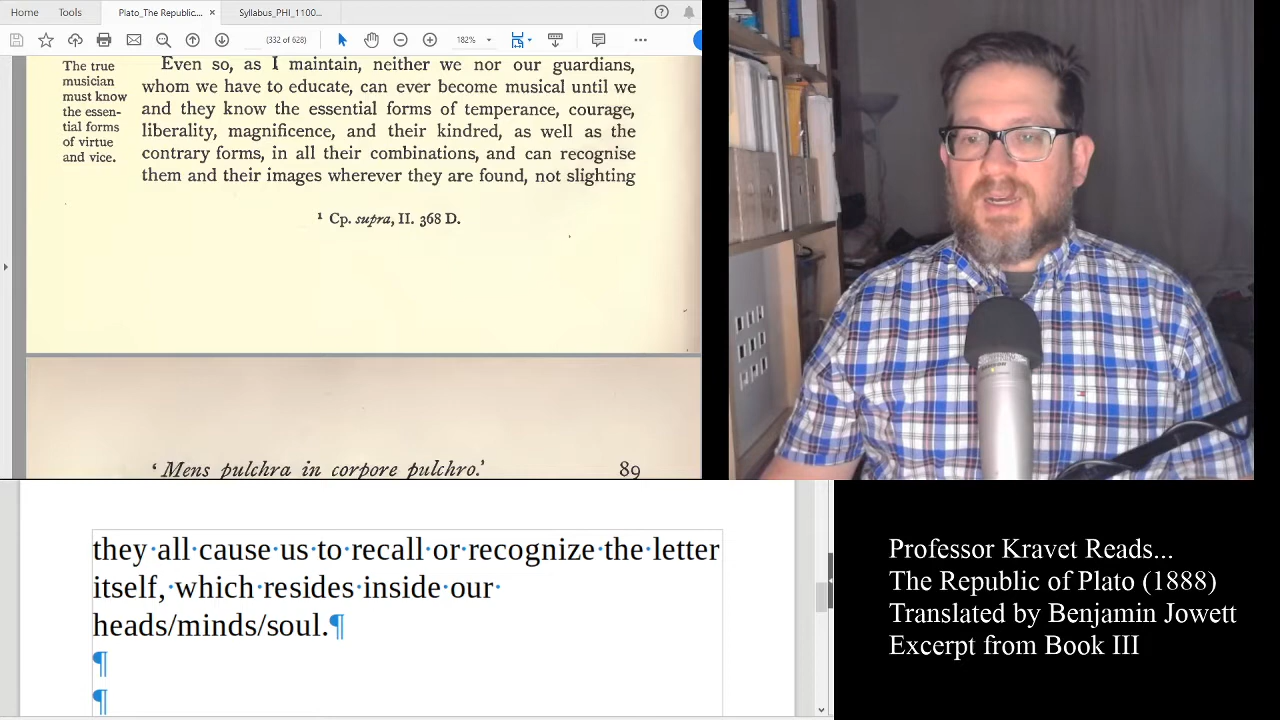 Home Tools Plato_The Republic.... × Syllabus_PHI_1100...
(332 of 628) 182%
The true
musician
must know
the essen-
tial forms
of virtue
and vice.
Even so, as I maintain, neither we nor our guardians,
whom we have to educate, can ever become musical until we
and they know the essential forms of temperance, courage,
liberality, magnificence, and their kindred, as well as the
contrary forms, in all their combinations, and can recognise
them and their images wherever they are found, not slighting
¹ Cp. supra, II. 368 D.
' Mens pulchra in corpore pulchro.' 89
they·all·cause·us·to·recall·or·recognize·the·letter
itself,·which·resides·inside·our·
heads/minds/soul.¶
¶
¶
Professor Kravet Reads...
The Republic of Plato (1888)
Translated by Benjamin Jowett
Excerpt from Book III